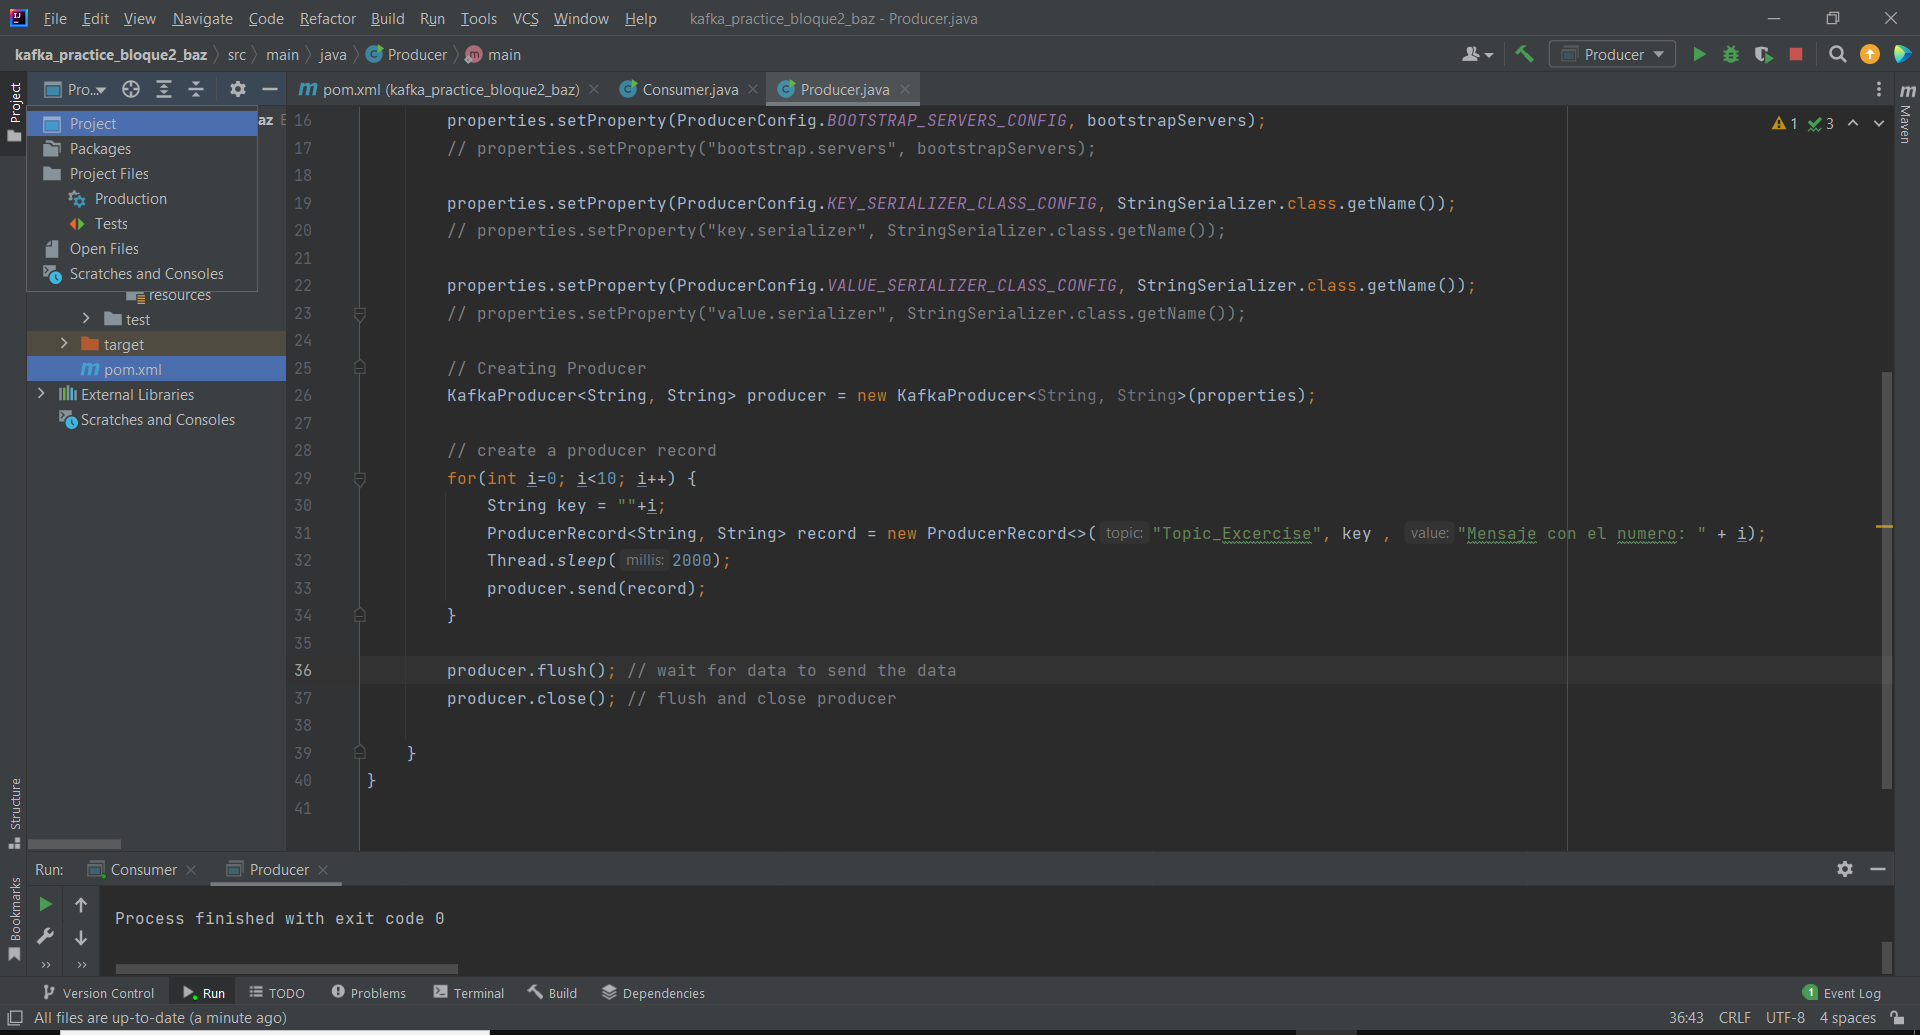 File Edit View Navigate Code Refactor Build Run Tools VCS Window Help kafka_practice_bloque2_baz - Producer.java
kafka_practice_bloque2_baz src main java Producer m main Producer
Project
Pro...
m pom.xml (kafka_practice_bloque2_baz) Consumer.java Producer.java
Project
Packages
Project Files
Production
Tests
Open Files
Scratches and Consoles
az
resources
test
target
m pom.xml
External Libraries
Scratches and Consoles
16 properties.setProperty(ProducerConfig.BOOTSTRAP_SERVERS_CONFIG, bootstrapServers);
17 // properties.setProperty("bootstrap.servers", bootstrapServers);
18
19 properties.setProperty(ProducerConfig.KEY_SERIALIZER_CLASS_CONFIG, StringSerializer.class.getName());
20 // properties.setProperty("key.serializer", StringSerializer.class.getName());
21
22 properties.setProperty(ProducerConfig.VALUE_SERIALIZER_CLASS_CONFIG, StringSerializer.class.getName());
23 // properties.setProperty("value.serializer", StringSerializer.class.getName());
24
25 // Creating Producer
26 KafkaProducer<String, String> producer = new KafkaProducer<String, String>(properties);
27
28 // create a producer record
29 for(int i=0; i<10; i++) {
30 String key = ""+i;
31 ProducerRecord<String, String> record = new ProducerRecord<>( topic: "Topic_Excercise", key , value: "Mensaje con el numero: " + i);
32 Thread.sleep( millis: 2000);
33 producer.send(record);
34 }
35
36 producer.flush(); // wait for data to send the data
37 producer.close(); // flush and close producer
38
39 }
40 }
41
1 3
m Maven
Structure
Bookmarks
Run: Consumer Producer
Process finished with exit code 0
Version Control Run TODO Problems Terminal Build Dependencies 1 Event Log
All files are up-to-date (a minute ago) 36:43 CRLF UTF-8 4 spaces